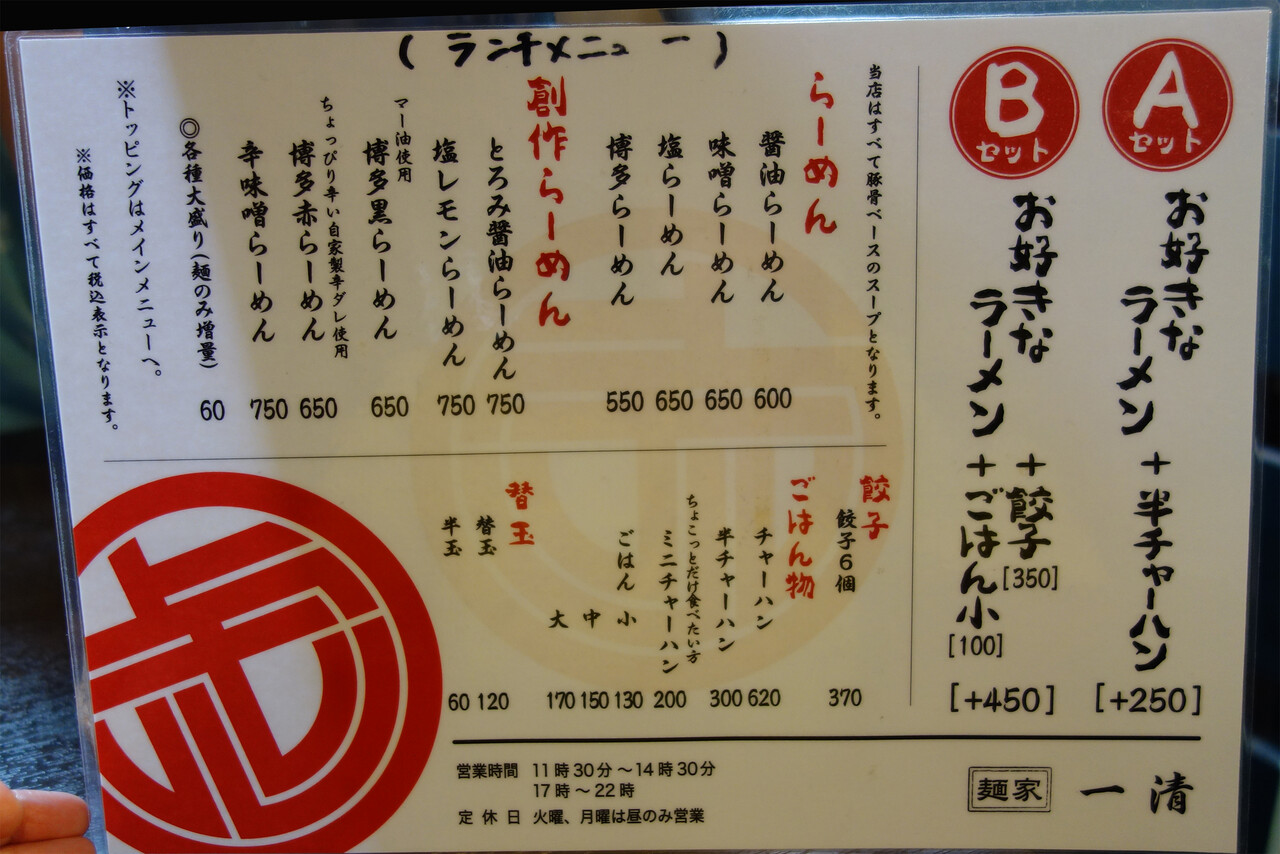 (ランチメニュー)
Aセット
お好きな
ラーメン
+半チャーハン
[+250]
Bセット
お好きな
ラーメン
+餃子
[350]
+ごはん小
[100]
[+450]
当店はすべて豚骨ベースのスープとなります。
らーめん
醤油らーめん 600
味噌らーめん 650
塩らーめん 650
博多らーめん 550
創作らーめん
とろみ醤油らーめん 750
塩レモンらーめん 750
マー油使用
博多黒らーめん 650
ちょっぴり辛い自家製辛ダレ使用
博多赤らーめん 650
辛味噌らーめん 750
◎各種大盛り(麺のみ増量) 60
※トッピングはメインメニューへ。
※価格はすべて税込表示となります。
餃子
餃子6個 370
ごはん物
チャーハン 620
半チャーハン 300
ちょこっとだけ食べたい方
ミニチャーハン 200
ごはん 小 130
中 150
大 170
替玉
替玉 120
半玉 60
営業時間 11時30分~14時30分
17時~22時
定休日 火曜、月曜は昼のみ営業
麺家 一清